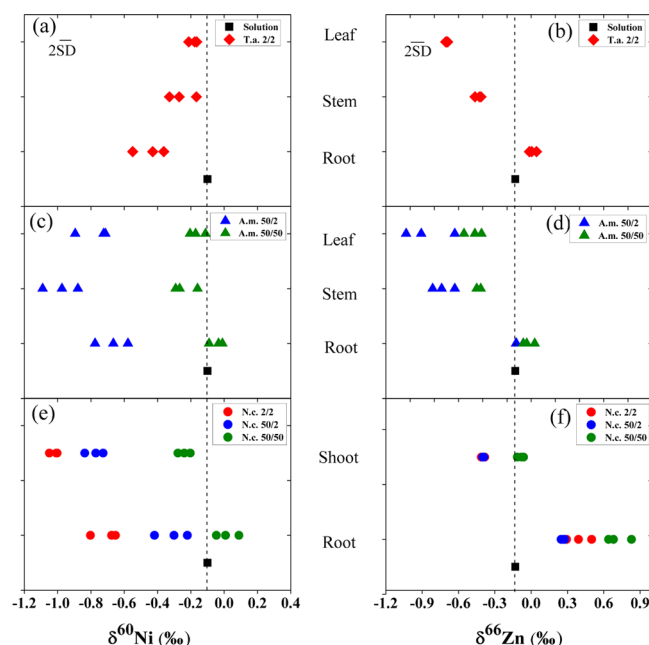 (a)
2SD
Solution
T.a. 2/2
Leaf
Stem
Root
(b)
2SD
Solution
T.a. 2/2
(c)
A.m. 50/2
A.m. 50/50
Leaf
Stem
Root
(d)
A.m. 50/2
A.m. 50/50
(e)
N.c. 2/2
N.c. 50/2
N.c. 50/50
Shoot
Root
(f)
N.c. 2/2
N.c. 50/2
N.c. 50/50
-1.2 -1.0 -0.8 -0.6 -0.4 -0.2 0.0 0.2 0.4
-1.2 -0.9 -0.6 -0.3 0.0 0.3 0.6 0.9
δ⁶⁰Ni (‰)
δ⁶⁶Zn (‰)